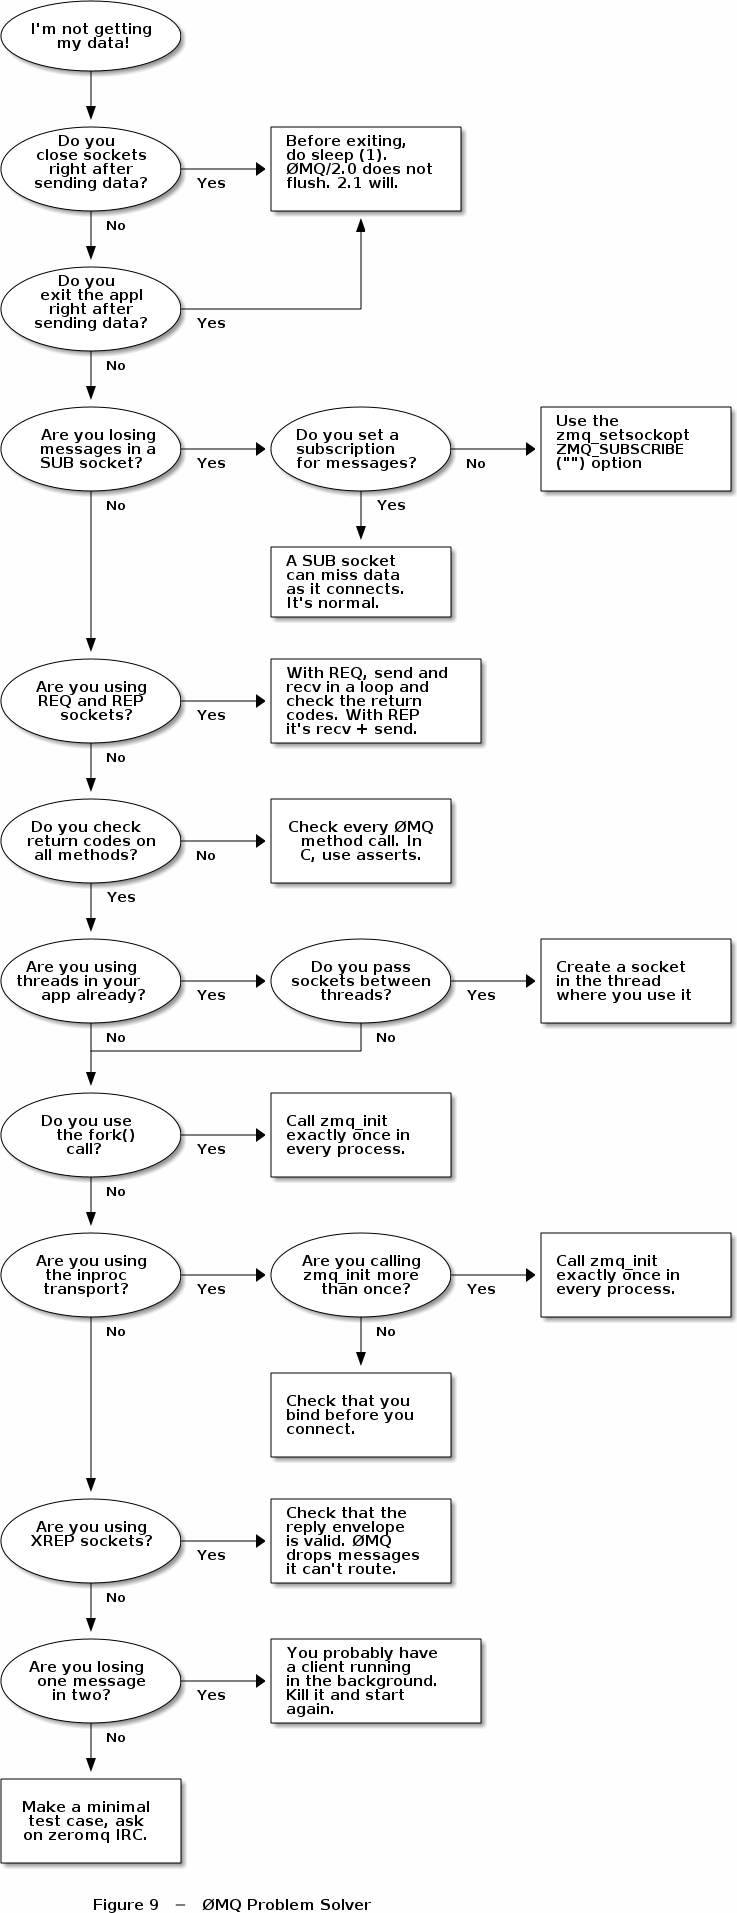 I'm not getting
my data!
Do you
close sockets
right after
sending data?
Yes
No
Before exiting,
do sleep (1).
ØMQ/2.0 does not
flush. 2.1 will.
Do you
exit the appl
right after
sending data?
Yes
No
Are you losing
messages in a
SUB socket?
Yes
No
Do you set a
subscription
for messages?
No
Yes
Use the
zmq_setsockopt
ZMQ_SUBSCRIBE
("") option
A SUB socket
can miss data
as it connects.
It's normal.
Are you using
REQ and REP
sockets?
Yes
No
With REQ, send and
recv in a loop and
check the return
codes. With REP
it's recv + send.
Do you check
return codes on
all methods?
No
Yes
Check every ØMQ
method call. In
C, use asserts.
Are you using
threads in your
app already?
Yes
No
Do you pass
sockets between
threads?
Yes
No
Create a socket
in the thread
where you use it
Do you use
the fork()
call?
Yes
No
Call zmq_init
exactly once in
every process.
Are you using
the inproc
transport?
Yes
No
Are you calling
zmq_init more
than once?
Yes
No
Call zmq_init
exactly once in
every process.
Check that you
bind before you
connect.
Are you using
XREP sockets?
Yes
No
Check that the
reply envelope
is valid. ØMQ
drops messages
it can't route.
Are you losing
one message
in two?
Yes
No
You probably have
a client running
in the background.
Kill it and start
again.
Make a minimal
test case, ask
on zeromq IRC.
Figure 9 – ØMQ Problem Solver